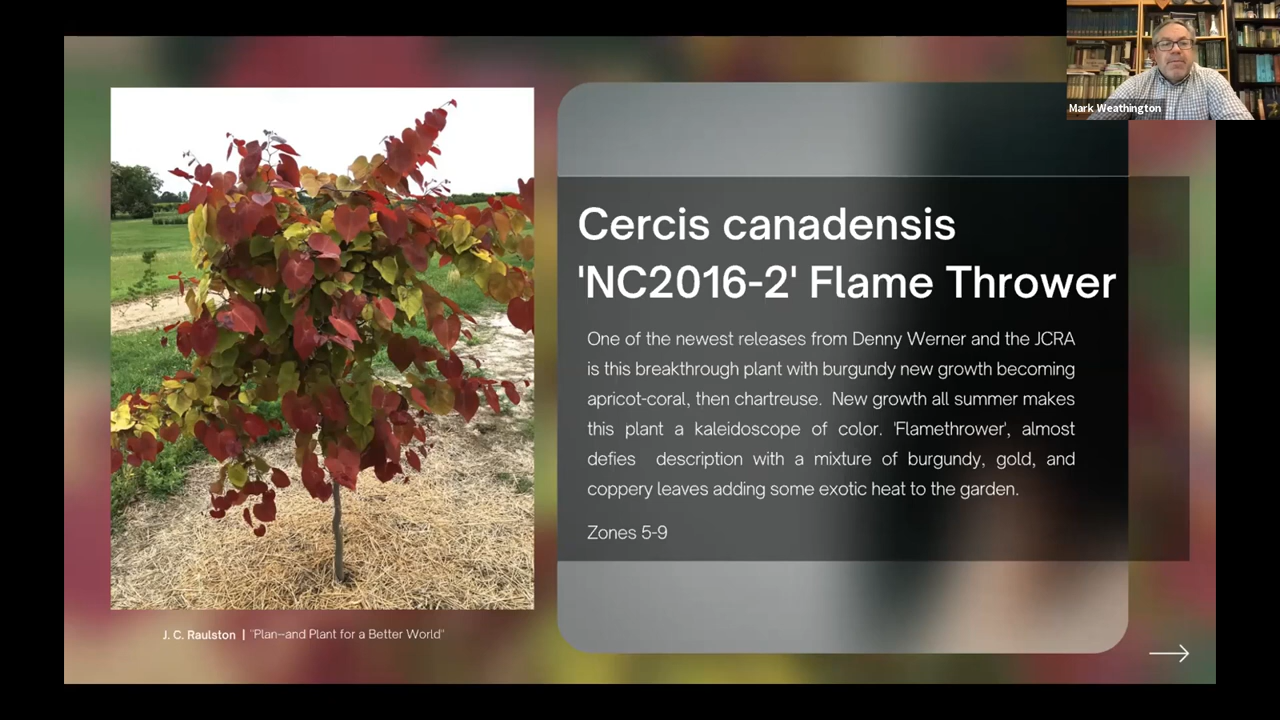 Mark Weathington
Cercis canadensis
'NC2016-2' Flame Thrower
One of the newest releases from Denny Werner and the JCRA
is this breakthrough plant with burgundy new growth becoming
apricot-coral, then chartreuse. New growth all summer makes
this plant a kaleidoscope of color. 'Flamethrower', almost
defies description with a mixture of burgundy, gold, and
coppery leaves adding some exotic heat to the garden.
Zones 5-9
J. C. Raulston | "Plan--and Plant for a Better World"